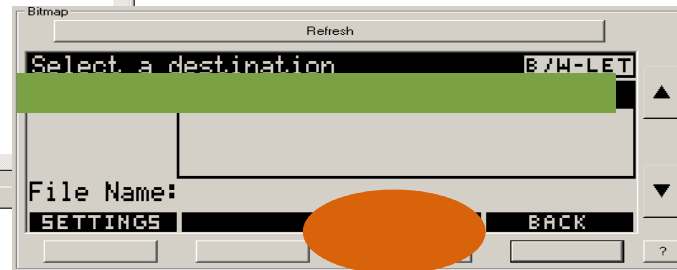 Bitmap
Refresh
Select a destination B/W-LET
File Name:
SETTINGS BACK
?